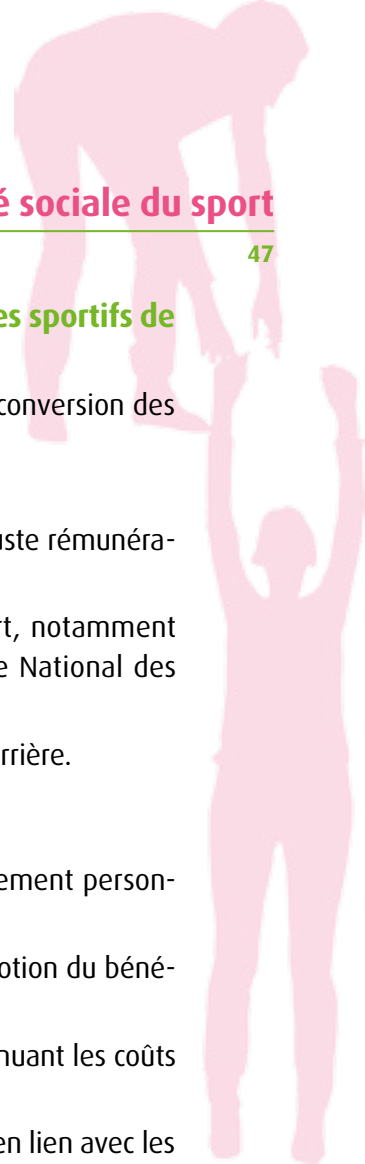 é sociale du sport
47
es sportifs de
conversion des
uste rémunéra-
rt, notamment
e National des
rrière.
ement person-
otion du béné-
nuant les coûts
en lien avec les